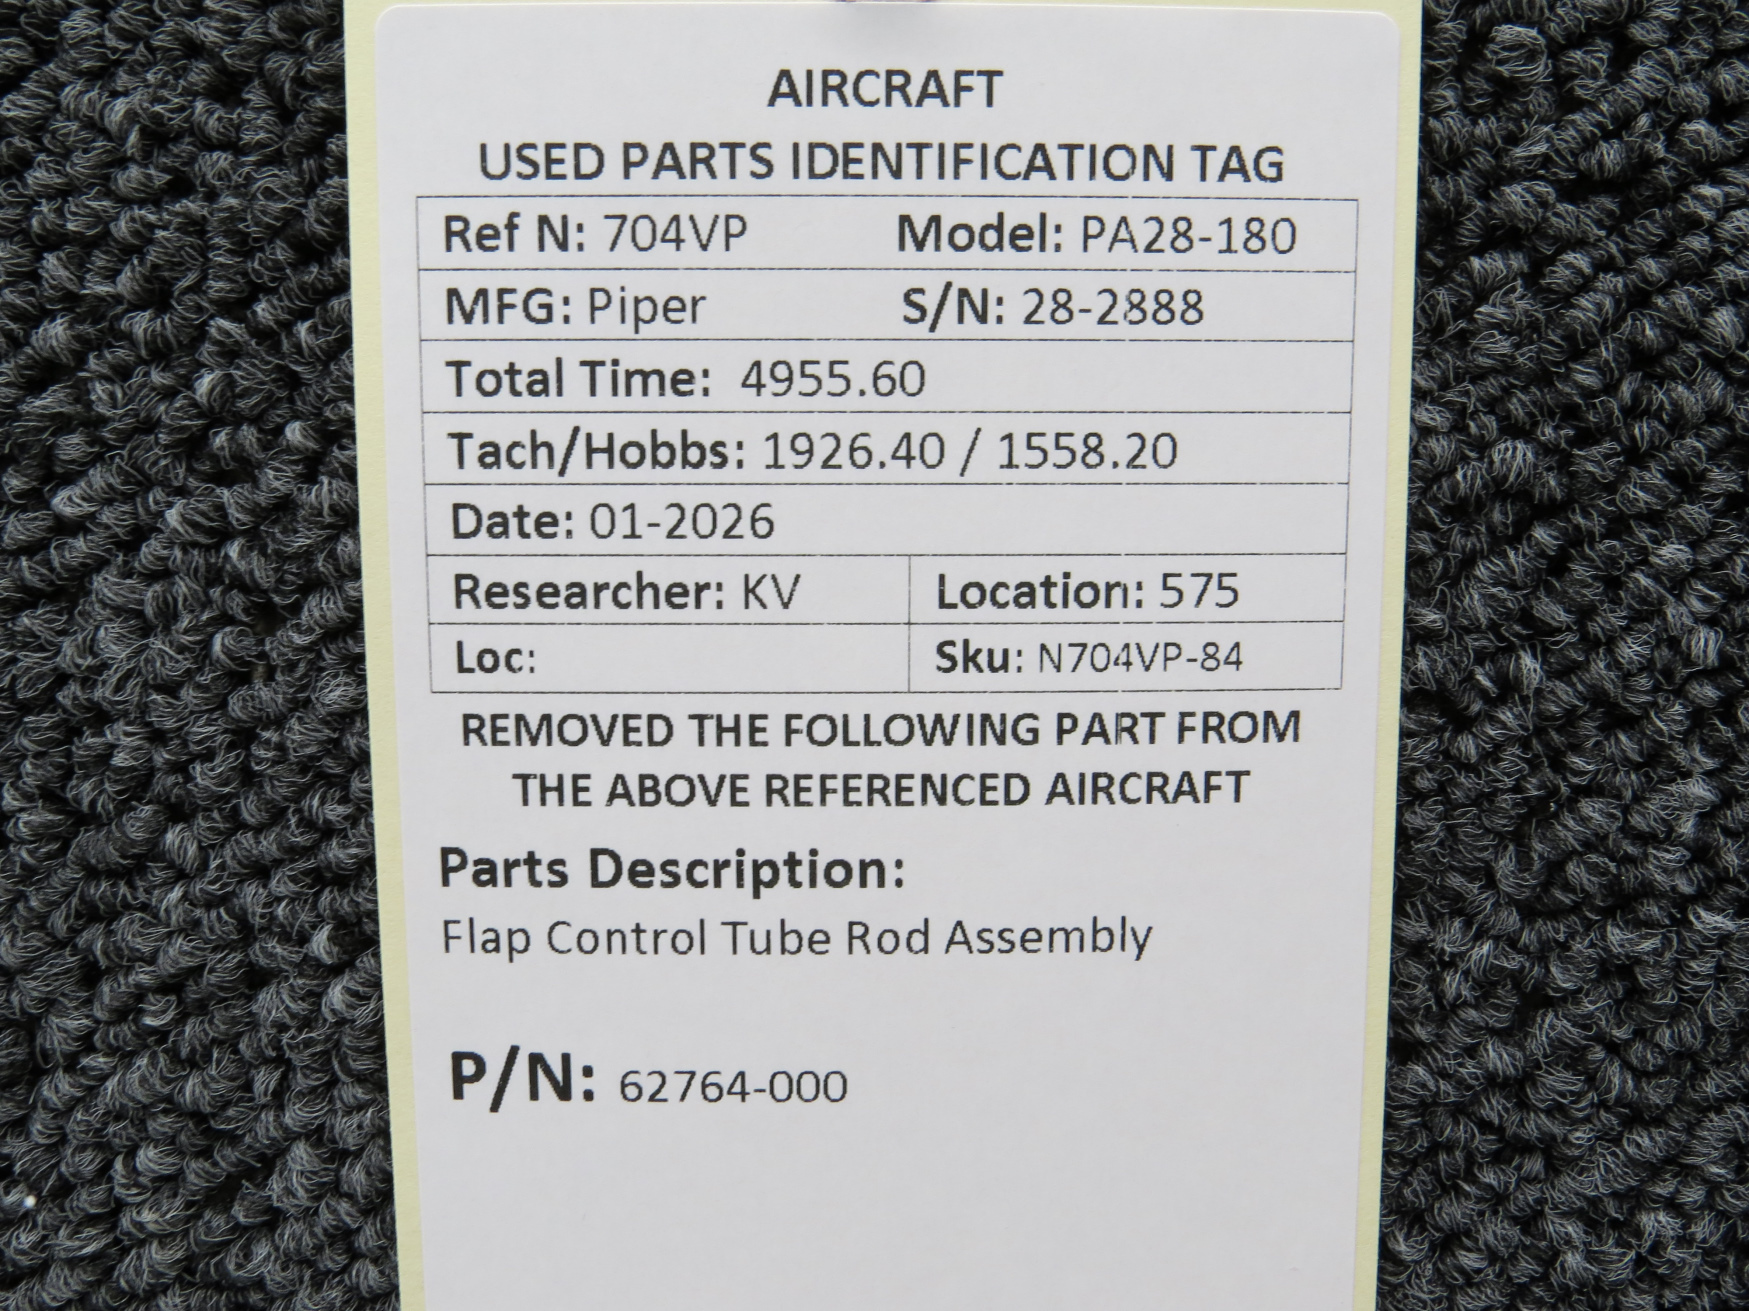 AIRCRAFT
USED PARTS IDENTIFICATION TAG
Ref N: 704VP Model: PA28-180
MFG: Piper S/N: 28-2888
Total Time: 4955.60
Tach/Hobbs: 1926.40 / 1558.20
Date: 01-2026
Researcher: KV Location: 575
Loc: Sku: N704VP-84
REMOVED THE FOLLOWING PART FROM
THE ABOVE REFERENCED AIRCRAFT
Parts Description:
Flap Control Tube Rod Assembly
P/N: 62764-000